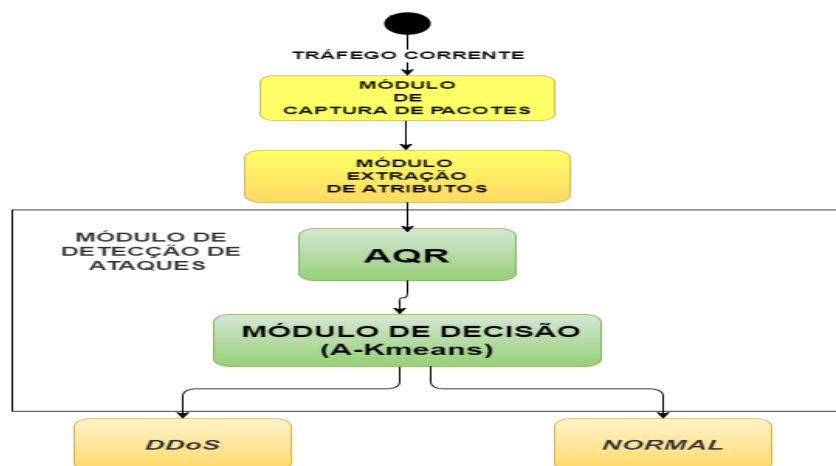 TRÁFEGO CORRENTE
MÓDULO
DE
CAPTURA DE PACOTES
MÓDULO
EXTRAÇÃO
DE ATRIBUTOS
MÓDULO DE
DETECÇÃO DE
ATAQUES
AQR
MÓDULO DE DECISÃO
(A-Kmeans)
DDoS
NORMAL